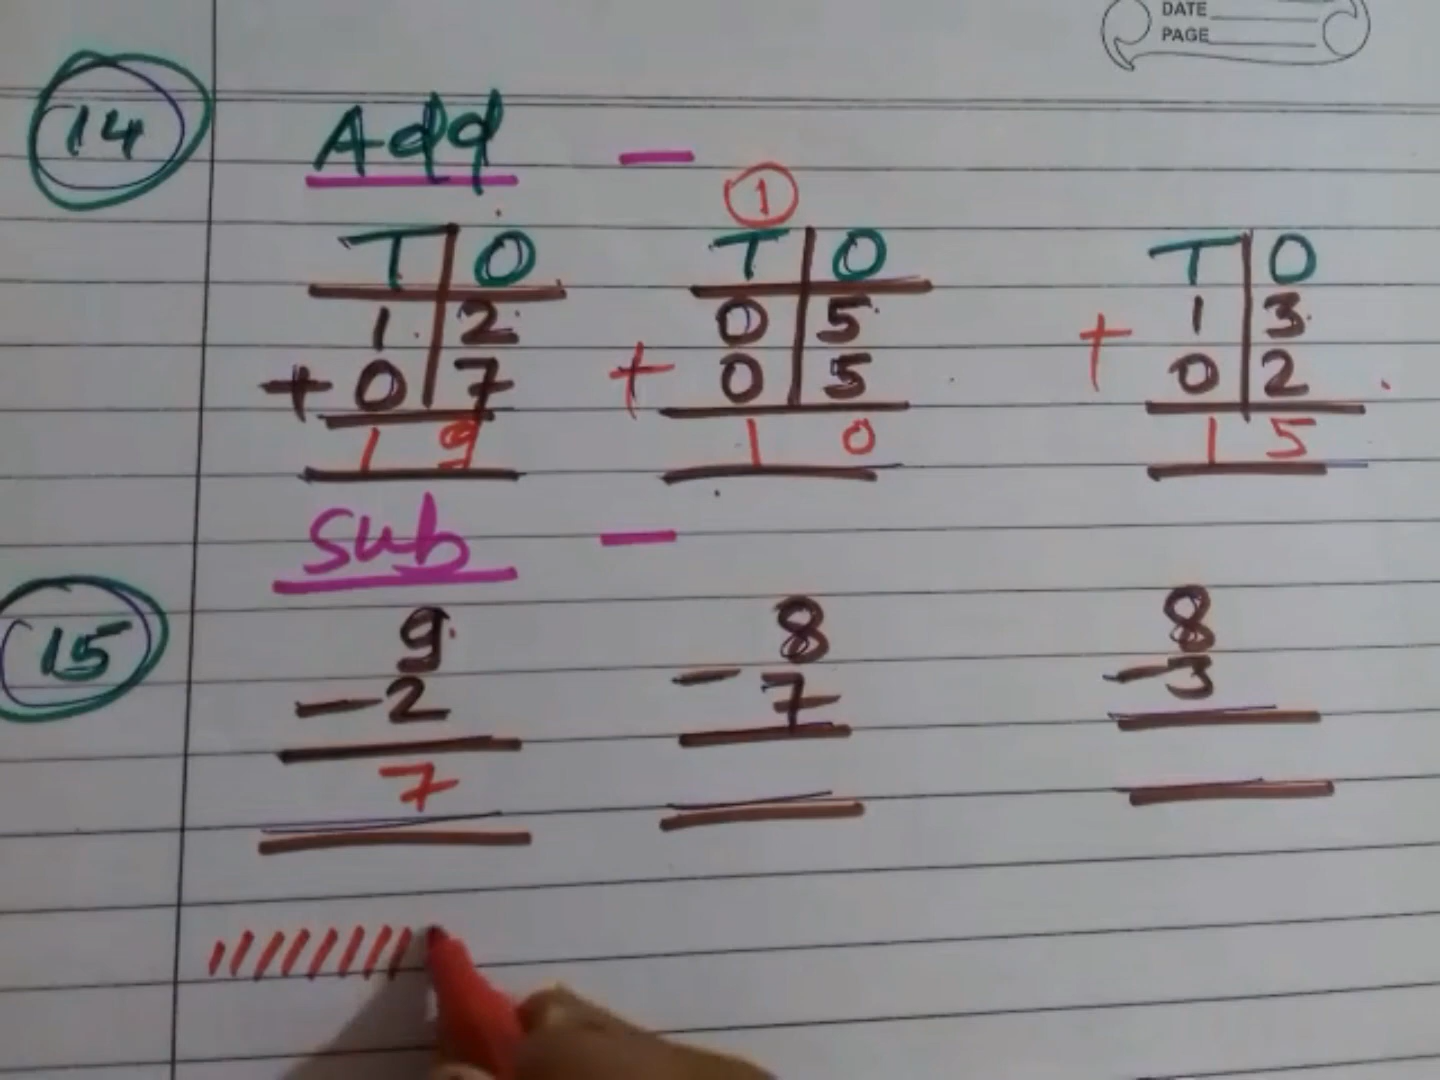 DATE
PAGE
14 Add –
1
T O T O T O
1 2 0 5 + 1 3
+ 0 7 + 0 5 0 2
1 9 1 0 1 5
Sub –
15 9 8 8
– 2 – 7 – 3
7